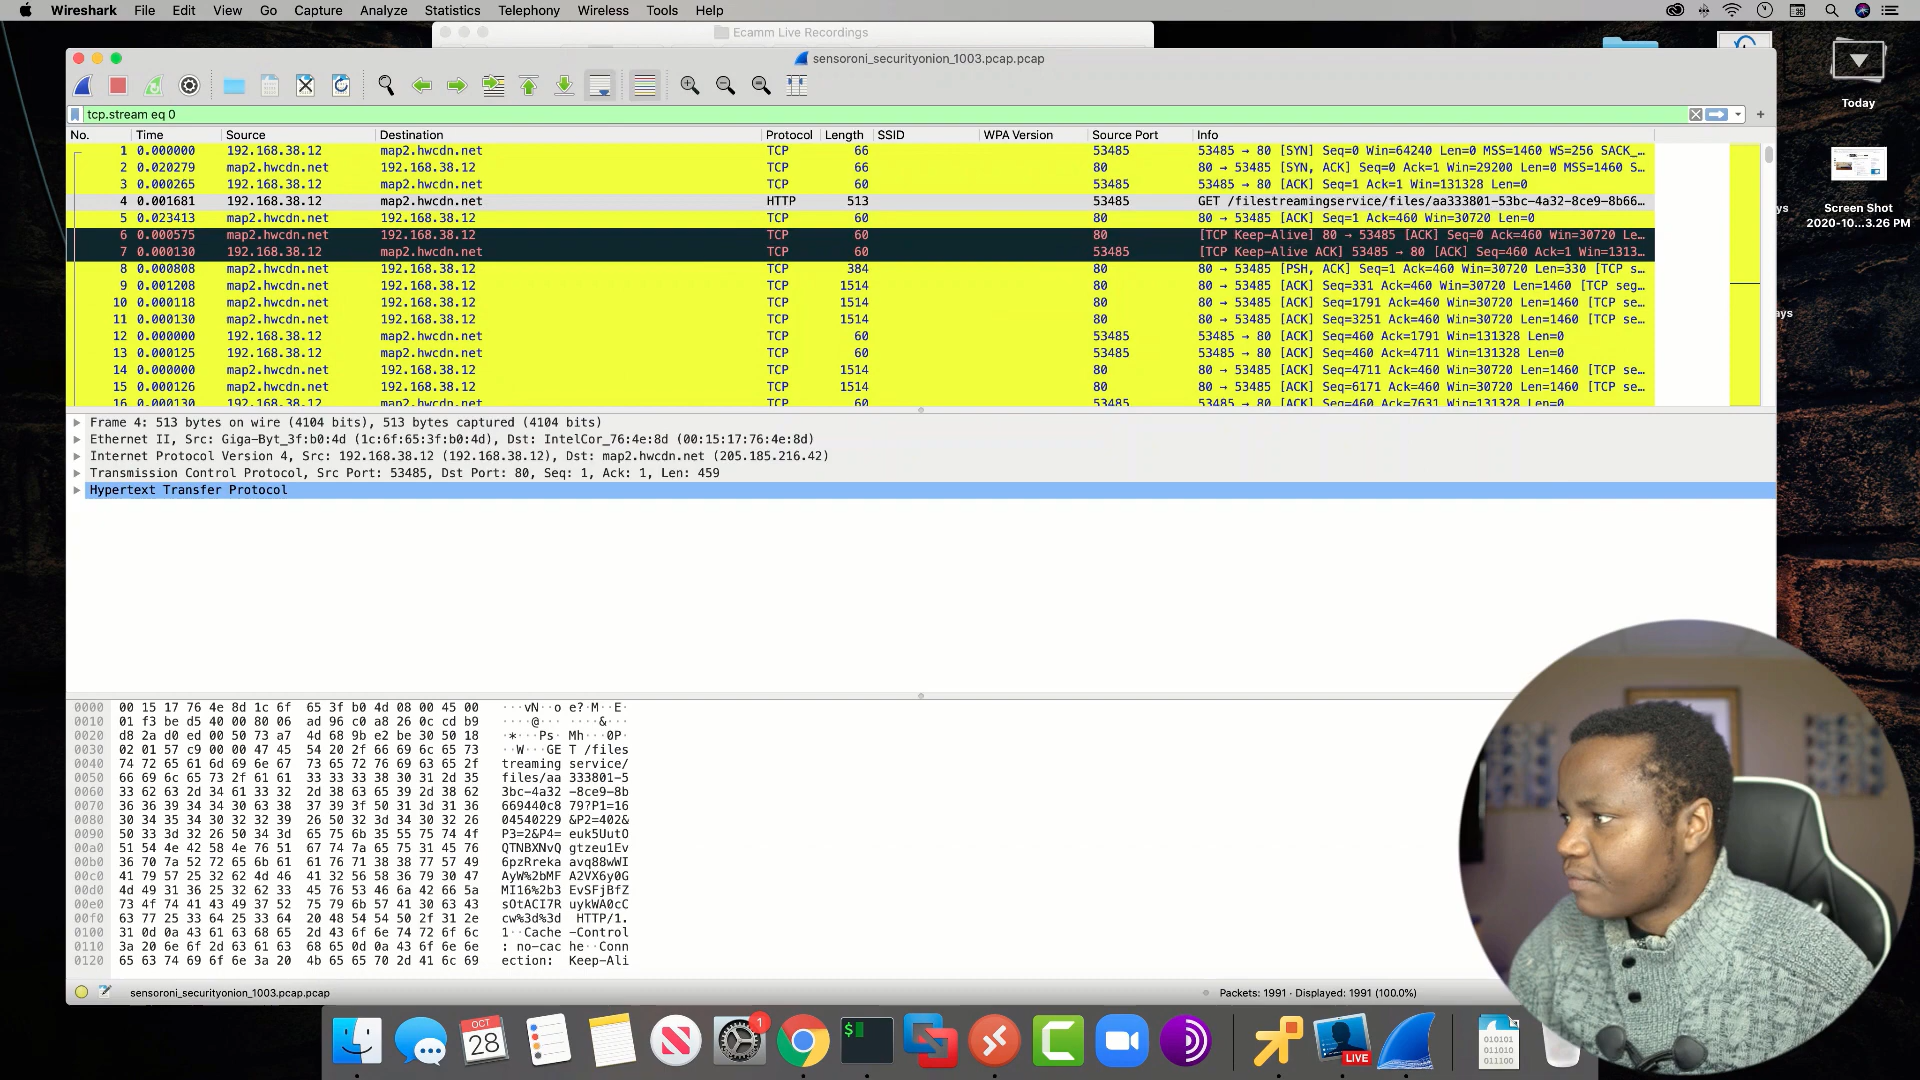 Wireshark File Edit View Go Capture Analyze Statistics Telephony Wireless Tools Help
Ecamm Live Recordings
sensoroni_securityonion_1003.pcap.pcap
tcp.stream eq 0
No. Time Source Destination Protocol Length SSID WPA Version Source Port Info
1 0.000000 192.168.38.12 map2.hwcdn.net TCP 66 53485 53485 → 80 [SYN] Seq=0 Win=64240 Len=0 MSS=1460 WS=256 SACK_…
2 0.020279 map2.hwcdn.net 192.168.38.12 TCP 66 80 80 → 53485 [SYN, ACK] Seq=0 Ack=1 Win=29200 Len=0 MSS=1460 S…
3 0.000265 192.168.38.12 map2.hwcdn.net TCP 60 53485 53485 → 80 [ACK] Seq=1 Ack=1 Win=131328 Len=0
4 0.001681 192.168.38.12 map2.hwcdn.net HTTP 513 53485 GET /filestreamingservice/files/aa333801-53bc-4a32-8ce9-8b66…
5 0.023413 map2.hwcdn.net 192.168.38.12 TCP 60 80 80 → 53485 [ACK] Seq=1 Ack=460 Win=30720 Len=0
6 0.000575 map2.hwcdn.net 192.168.38.12 TCP 60 80 [TCP Keep-Alive] 80 → 53485 [ACK] Seq=0 Ack=460 Win=30720 Le…
7 0.000130 192.168.38.12 map2.hwcdn.net TCP 60 53485 [TCP Keep-Alive ACK] 53485 → 80 [ACK] Seq=460 Ack=1 Win=1313…
8 0.000808 map2.hwcdn.net 192.168.38.12 TCP 384 80 80 → 53485 [PSH, ACK] Seq=1 Ack=460 Win=30720 Len=330 [TCP s…
9 0.001208 map2.hwcdn.net 192.168.38.12 TCP 1514 80 80 → 53485 [ACK] Seq=331 Ack=460 Win=30720 Len=1460 [TCP seg…
10 0.000118 map2.hwcdn.net 192.168.38.12 TCP 1514 80 80 → 53485 [ACK] Seq=1791 Ack=460 Win=30720 Len=1460 [TCP se…
11 0.000130 map2.hwcdn.net 192.168.38.12 TCP 1514 80 80 → 53485 [ACK] Seq=3251 Ack=460 Win=30720 Len=1460 [TCP se…
12 0.000000 192.168.38.12 map2.hwcdn.net TCP 60 53485 53485 → 80 [ACK] Seq=460 Ack=1791 Win=131328 Len=0
13 0.000125 192.168.38.12 map2.hwcdn.net TCP 60 53485 53485 → 80 [ACK] Seq=460 Ack=4711 Win=131328 Len=0
14 0.000000 map2.hwcdn.net 192.168.38.12 TCP 1514 80 80 → 53485 [ACK] Seq=4711 Ack=460 Win=30720 Len=1460 [TCP se…
15 0.000126 map2.hwcdn.net 192.168.38.12 TCP 1514 80 80 → 53485 [ACK] Seq=6171 Ack=460 Win=30720 Len=1460 [TCP se…
16 0.000130 192.168.38.12 map2.hwcdn.net TCP 60 53485 53485 → 80 [ACK] Seq=460 Ack=7631 Win=131328 Len=0
Frame 4: 513 bytes on wire (4104 bits), 513 bytes captured (4104 bits)
Ethernet II, Src: Giga-Byt_3f:b0:4d (1c:6f:65:3f:b0:4d), Dst: IntelCor_76:4e:8d (00:15:17:76:4e:8d)
Internet Protocol Version 4, Src: 192.168.38.12 (192.168.38.12), Dst: map2.hwcdn.net (205.185.216.42)
Transmission Control Protocol, Src Port: 53485, Dst Port: 80, Seq: 1, Ack: 1, Len: 459
Hypertext Transfer Protocol
0000 00 15 17 76 4e 8d 1c 6f 65 3f b0 4d 08 00 45 00 ···vN··o e?·M··E·
0010 01 f3 be d5 40 00 80 06 ad 96 c0 a8 26 0c cd b9 ····@··· ····&···
0020 d8 2a d0 ed 00 50 73 a7 4d 68 9b e2 be 30 50 18 ·*···Ps· Mh···0P·
0030 02 01 57 c9 00 00 47 45 54 20 2f 66 69 6c 65 73 ··W···GE T /files
0040 74 72 65 61 6d 69 6e 67 73 65 72 76 69 63 65 2f treaming service/
0050 66 69 6c 65 73 2f 61 61 33 33 33 38 30 31 2d 35 files/aa 333801-5
0060 33 62 63 2d 34 61 33 32 2d 38 63 65 39 2d 38 62 3bc-4a32 -8ce9-8b
0070 36 36 39 34 34 30 63 38 37 39 3f 50 31 3d 31 36 669440c8 79?P1=16
0080 30 34 35 34 30 32 32 39 26 50 32 3d 34 30 32 26 04540229 &P2=402&
0090 50 33 3d 32 26 50 34 3d 65 75 6b 35 55 75 74 4f P3=2&P4= euk5UutO
00a0 51 54 4e 42 58 4e 76 51 67 74 7a 65 75 31 45 76 QTNBXNvQ gtzeu1Ev
00b0 36 70 7a 52 72 65 6b 61 61 76 71 38 38 77 57 49 6pzRreka avq88wWI
00c0 41 79 57 25 32 62 4d 46 41 32 56 58 36 79 30 47 AyW%2bMF A2VX6y0G
00d0 4d 49 31 36 25 32 62 33 45 76 53 46 6a 42 66 5a MI16%2b3 EvSFjBfZ
00e0 73 4f 74 41 43 49 37 52 75 79 6b 57 41 30 63 43 sOtACI7R uykWA0cC
00f0 63 77 25 33 64 25 33 64 20 48 54 54 50 2f 31 2e cw%3d%3d HTTP/1.
0100 31 0d 0a 43 61 63 68 65 2d 43 6f 6e 74 72 6f 6c 1··Cache -Control
0110 3a 20 6e 6f 2d 63 61 63 68 65 0d 0a 43 6f 6e 6e : no-cac he··Conn
0120 65 63 74 69 6f 6e 3a 20 4b 65 65 70 2d 41 6c 69 ection: Keep-Ali
sensoroni_securityonion_1003.pcap.pcap
Packets: 1991 · Displayed: 1991 (100.0%)
Today
Screen Shot
2020-10...3.26 PM
ys
ays
OCT
28
1
$
LIVE
010101
011010
011100